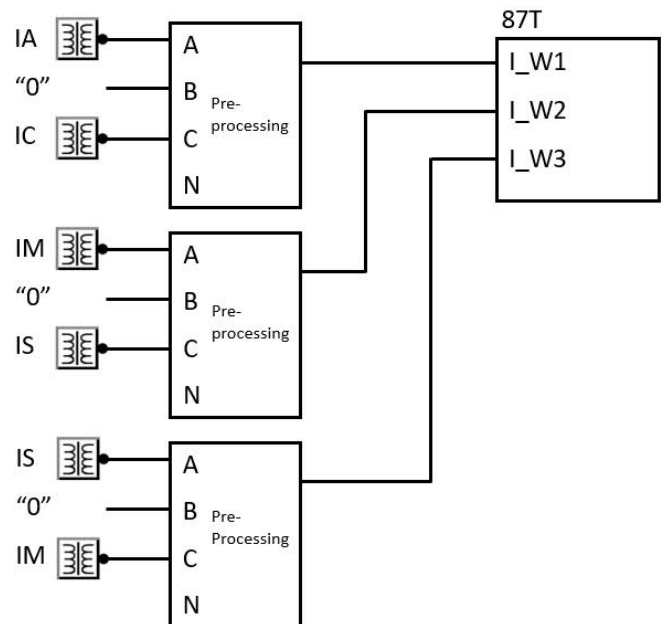 87T
IA
A
I_W1
“0”
B
Pre-
processing
I_W2
IC
C
I_W3
N
IM
A
“0”
B
Pre-
processing
IS
C
N
IS
A
“0”
B
Pre-
Processing
IM
C
N